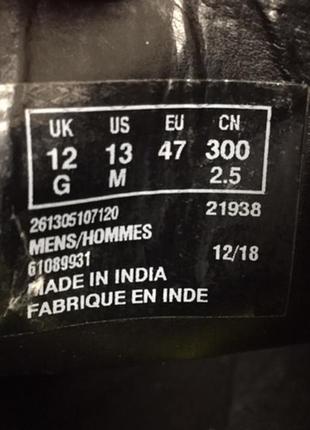 UK US EU CN
12 13 47 300
G M 2.5
261305107120 21938
MENS/HOMMES
61089931 12/18
MADE IN INDIA
FABRIQUE EN INDE